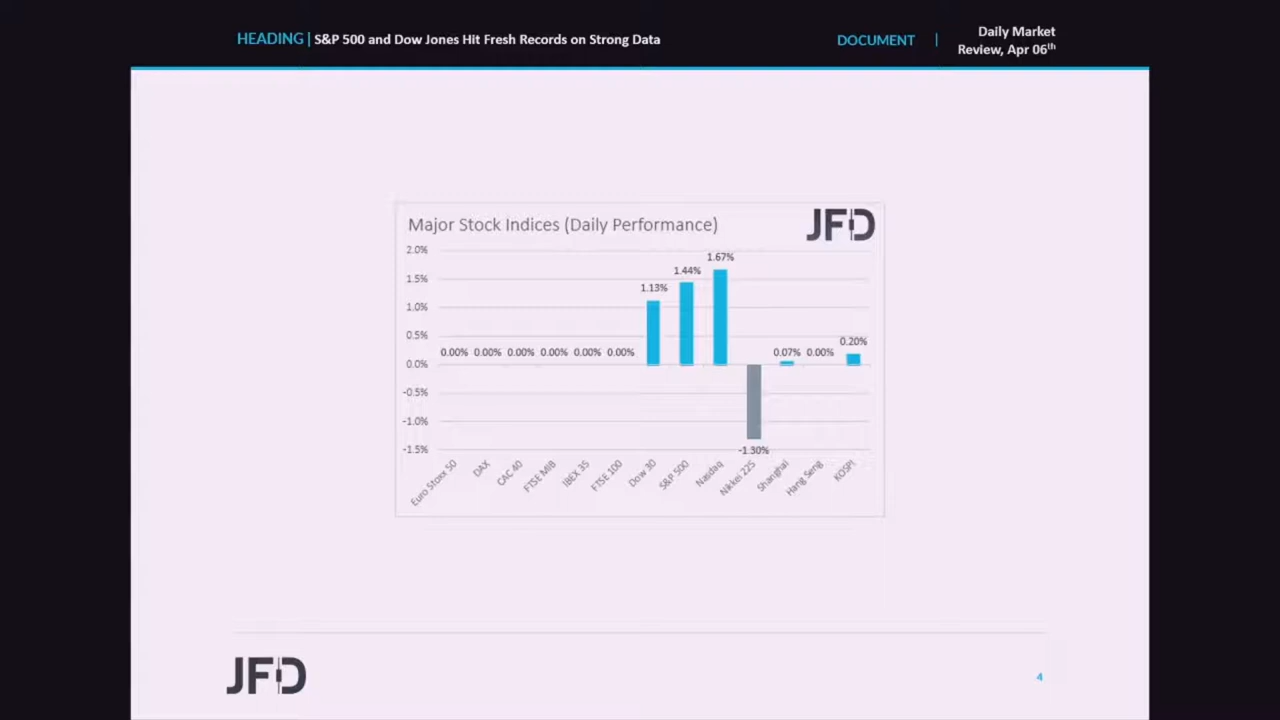 HEADING | S&P 500 and Dow Jones Hit Fresh Records on Strong Data
DOCUMENT | Daily Market
Review, Apr 06th
Major Stock Indices (Daily Performance)
JFD
2.0%
1.5%
1.0%
0.5%
0.0%
-0.5%
-1.0%
-1.5%
0.00% 0.00% 0.00% 0.00% 0.00% 0.00% 1.13% 1.44% 1.67% -1.30% 0.07% 0.00% 0.20%
Euro Stoxx 50
DAX
CAC 40
FTSE MIB
IBEX 35
FTSE 100
Dow 30
S&P 500
Nasdaq
Nikkei 225
Shanghai
Hang Seng
KOSPI
JFD
4